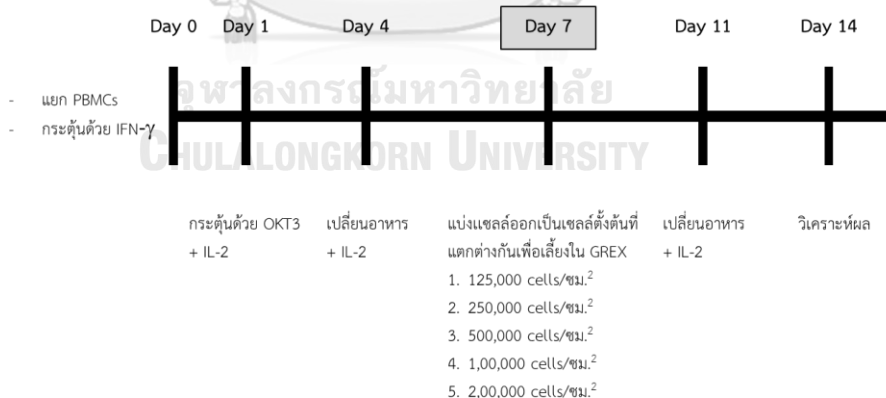 Day 0 Day 1 Day 4 Day 7 Day 11 Day 14
จุฬาลงกรณ์มหาวิทยาลัย
CHULALONGKORN UNIVERSITY
- แยก PBMCs
- กระตุ้นด้วย IFN-γ
กระตุ้นด้วย OKT3
+ IL-2
เปลี่ยนอาหาร
+ IL-2
แบ่งเซลล์ออกเป็นเซลล์ตั้งต้นที่
แตกต่างกันเพื่อเลี้ยงใน GREX
1. 125,000 cells/ซม.²
2. 250,000 cells/ซม.²
3. 500,000 cells/ซม.²
4. 1,00,000 cells/ซม.²
5. 2,00,000 cells/ซม.²
เปลี่ยนอาหาร
+ IL-2
วิเคราะห์ผล